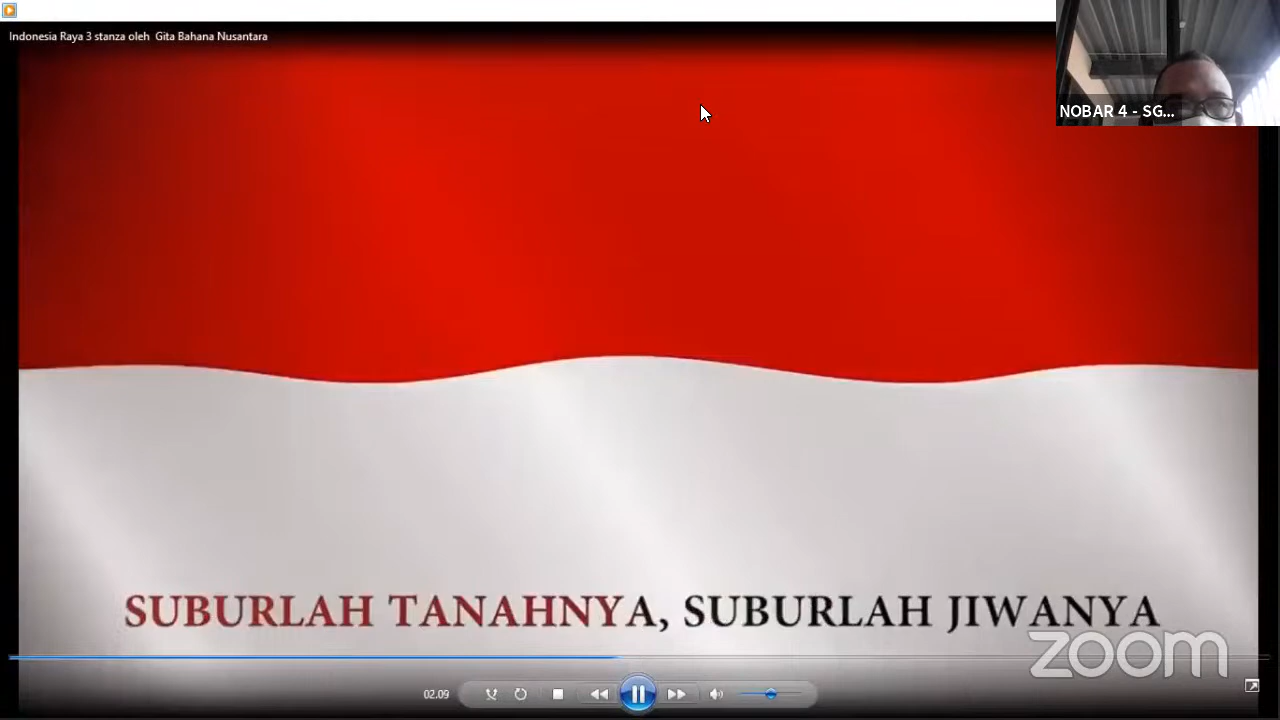 Indonesia Raya 3 stanza oleh Gita Bahana Nusantara
NOBAR 4 - SG...
SUBURLAH TANAHNYA, SUBURLAH JIWANYA
zoom
02.09